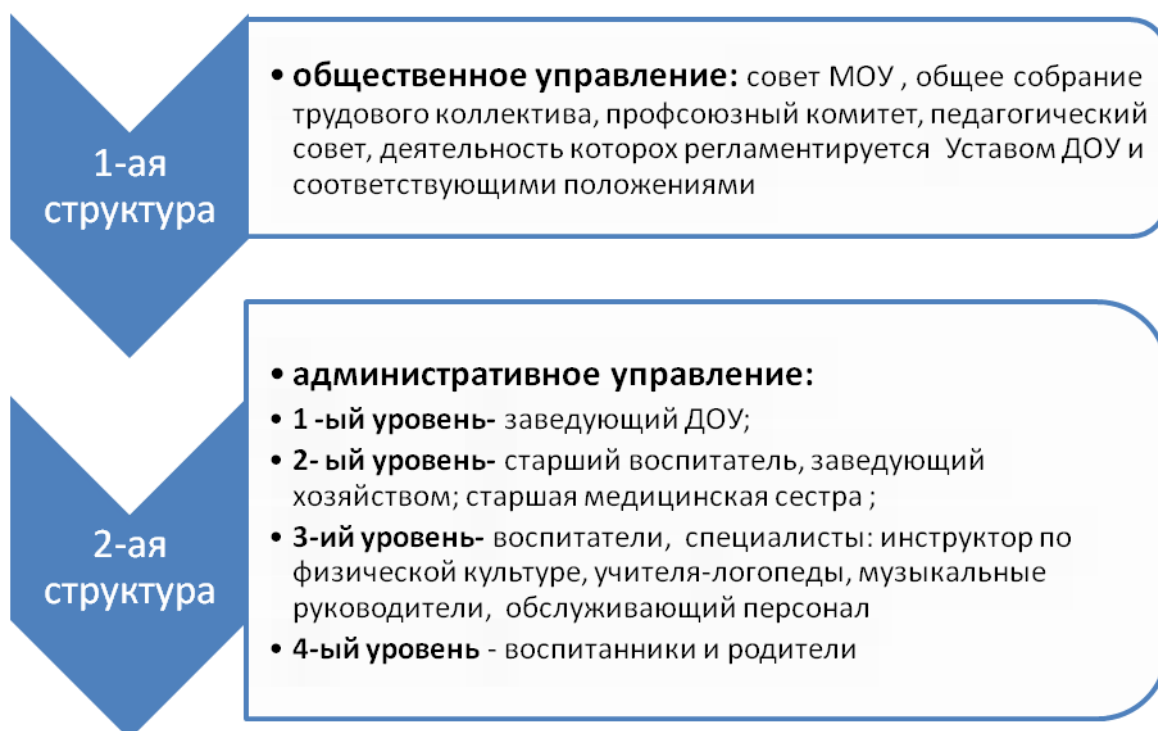 1-ая
структура
• общественное управление: совет МОУ , общее собрание
трудового коллектива, профсоюзный комитет, педагогический
совет, деятельность которох регламентируется Уставом ДОУ и
соответствующими положениями
2-ая
структура
• административное управление:
• 1 -ый уровень- заведующий ДОУ;
• 2- ый уровень- старший воспитатель, заведующий
хозяйством; старшая медицинская сестра ;
• 3-ий уровень- воспитатели, специалисты: инструктор по
физической культуре, учителя-логопеды, музыкальные
руководители, обслуживающий персонал
• 4-ый уровень - воспитанники и родители